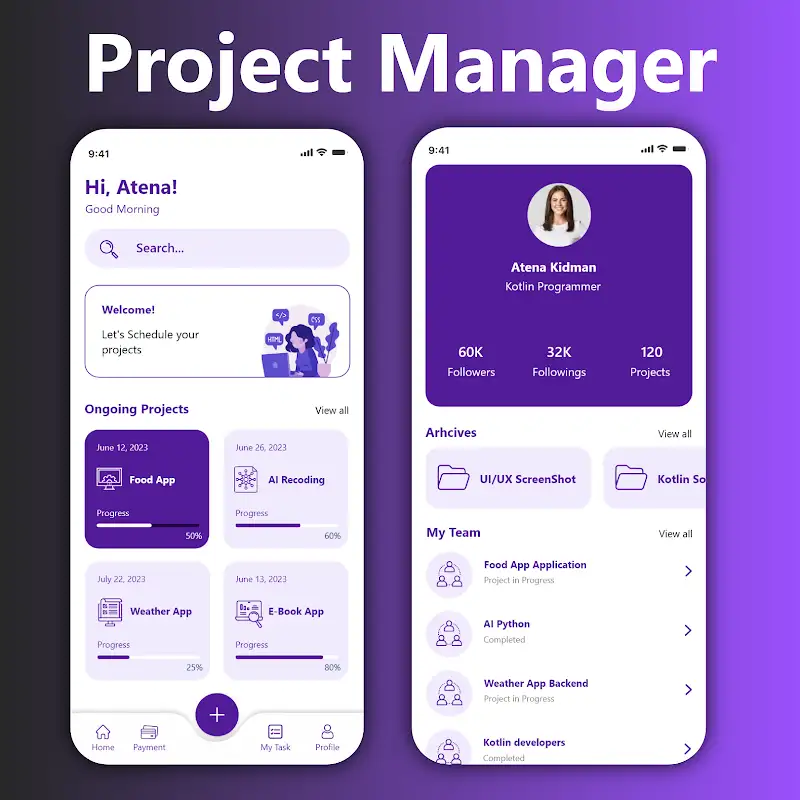 Project Manager
9:41
Hi, Atena!
Good Morning
Search...
Welcome!
Let's Schedule your
projects
</>
CSS
HTML
Ongoing Projects
View all
June 12, 2023
Food App
Progress
50%
June 26, 2023
AI Recoding
Progress
60%
July 22, 2023
Weather App
Progress
25%
June 13, 2023
E-Book App
Progress
80%
+
Home
Payment
My Task
Profile
9:41
Atena Kidman
Kotlin Programmer
60K
Followers
32K
Followings
120
Projects
Arhcives
View all
UI/UX ScreenShot
Kotlin So
My Team
View all
Food App Application
Project in Progress
AI Python
Completed
Weather App Backend
Project in Progress
Kotlin developers
Completed